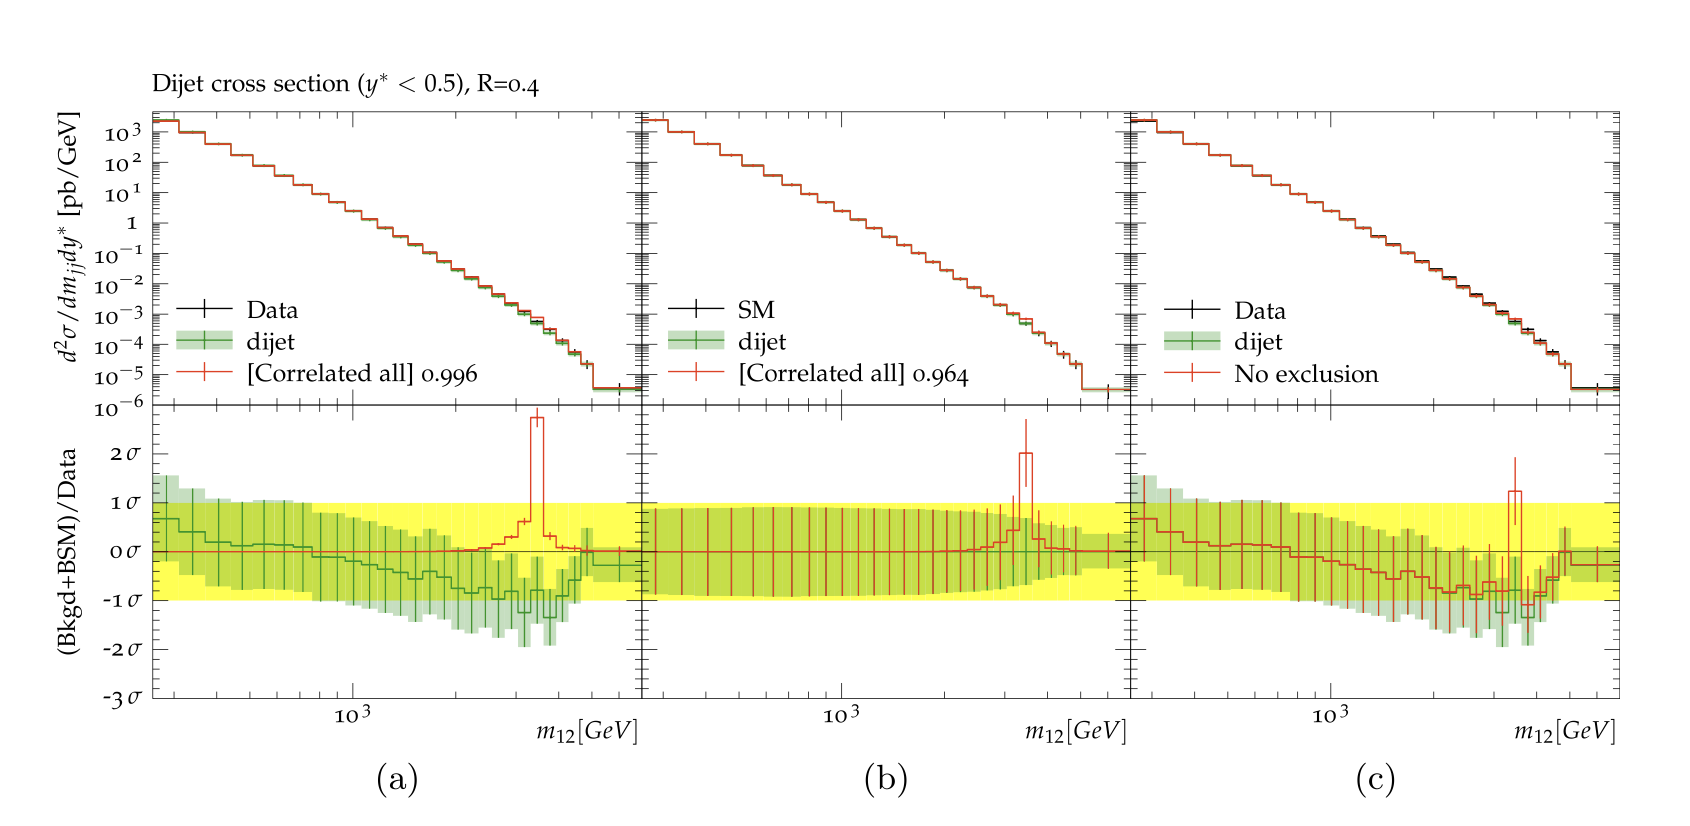 Dijet cross section (y* < 0.5), R=0.4
d²σ/dm_jj dy* [pb/GeV]
10³
10²
10¹
1
10⁻¹
10⁻²
10⁻³
10⁻⁴
10⁻⁵
10⁻⁶
Data
dijet
[Correlated all] 0.996
SM
dijet
[Correlated all] 0.964
Data
dijet
No exclusion
(Bkgd+BSM)/Data
2σ
1σ
0σ
-1σ
-2σ
-3σ
10³
10³
10³
m₁₂[GeV]
m₁₂[GeV]
m₁₂[GeV]
(a)
(b)
(c)